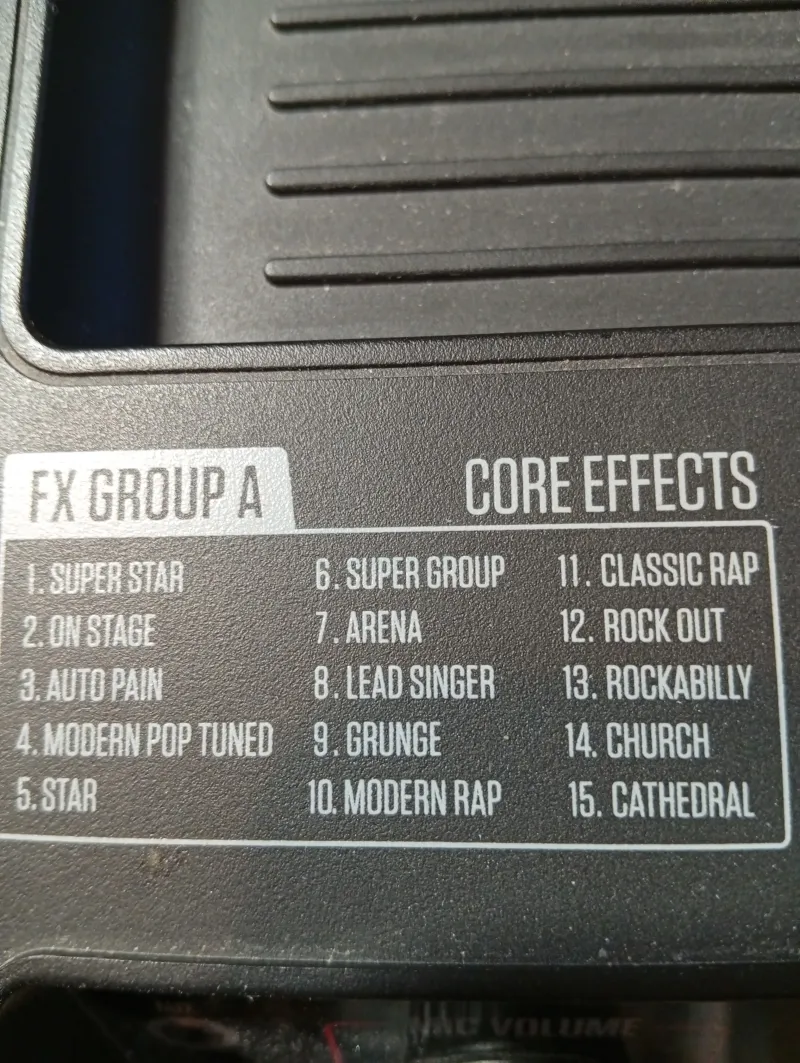 FX GROUP A
CORE EFFECTS
1. SUPER STAR
2. ON STAGE
3. AUTO PAIN
4. MODERN POP TUNED
5. STAR
6. SUPER GROUP
7. ARENA
8. LEAD SINGER
9. GRUNGE
10. MODERN RAP
11. CLASSIC RAP
12. ROCK OUT
13. ROCKABILLY
14. CHURCH
15. CATHEDRAL
MIC VOLUME